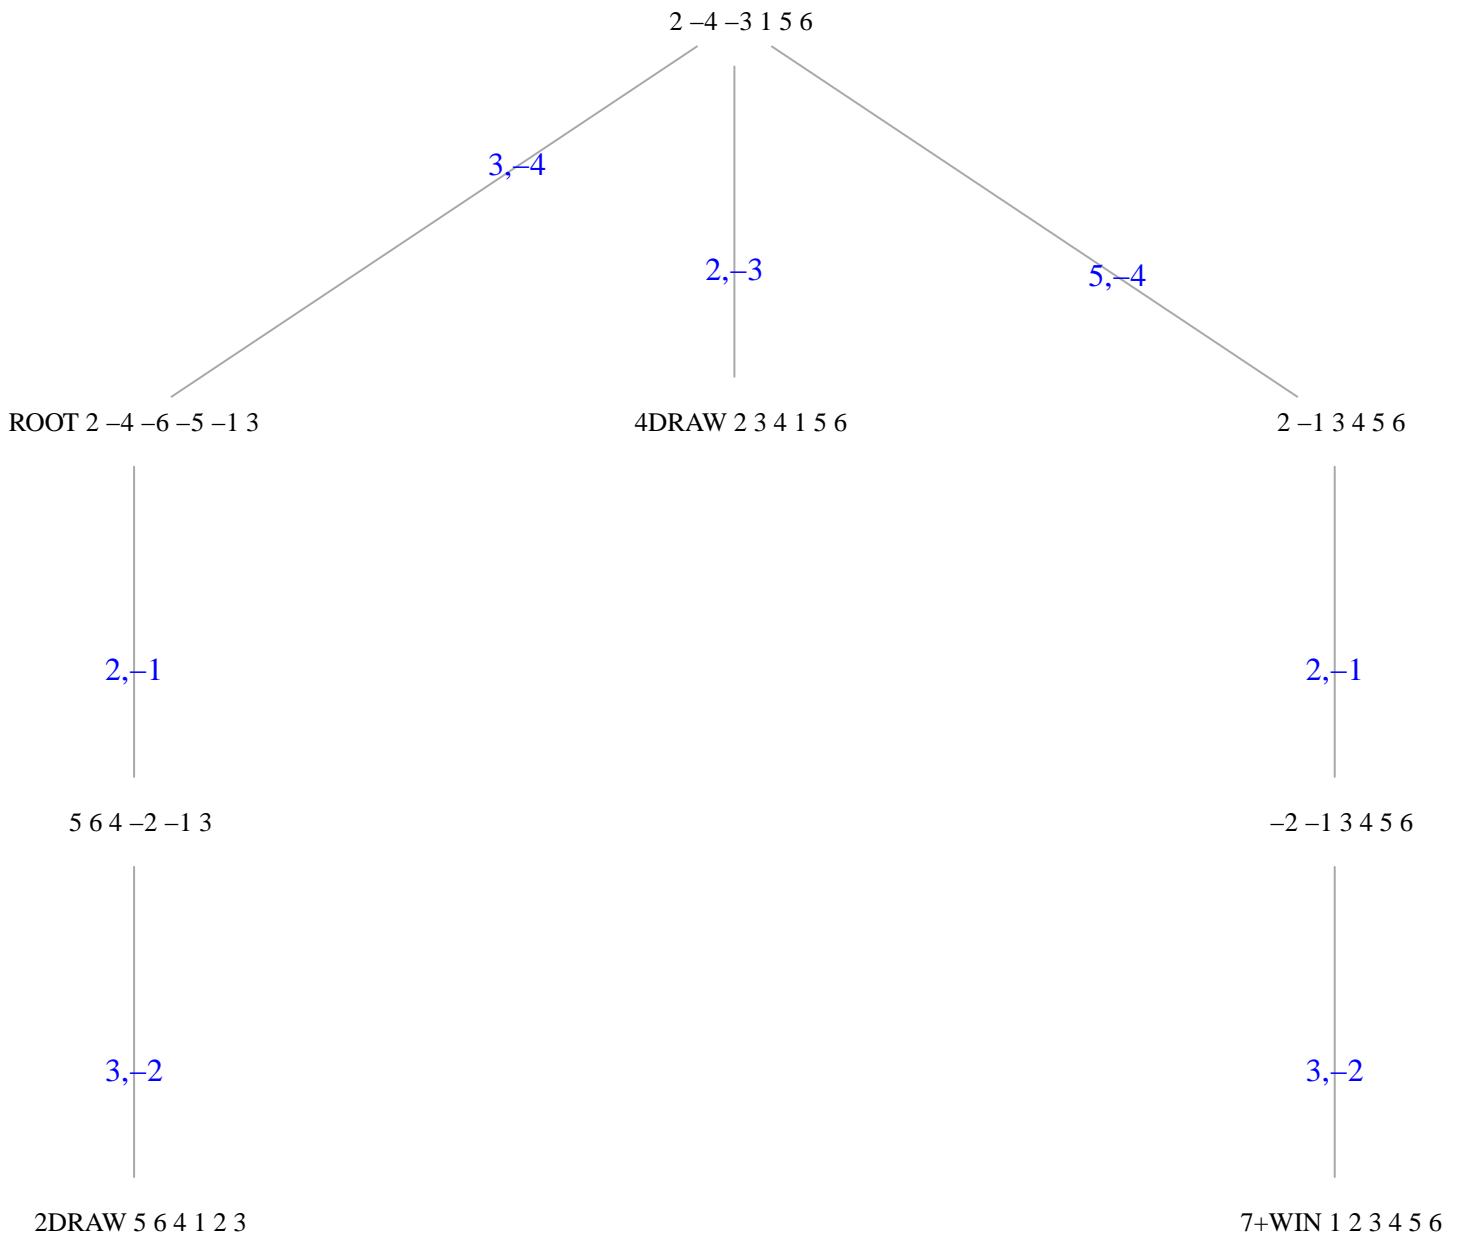 2 –4 –3 1 5 6
3,–4
2,–3
5,–4
ROOT 2 –4 –6 –5 –1 3
4DRAW 2 3 4 1 5 6
2 –1 3 4 5 6
2,–1
2,–1
5 6 4 –2 –1 3
–2 –1 3 4 5 6
3,–2
3,–2
2DRAW 5 6 4 1 2 3
7+WIN 1 2 3 4 5 6